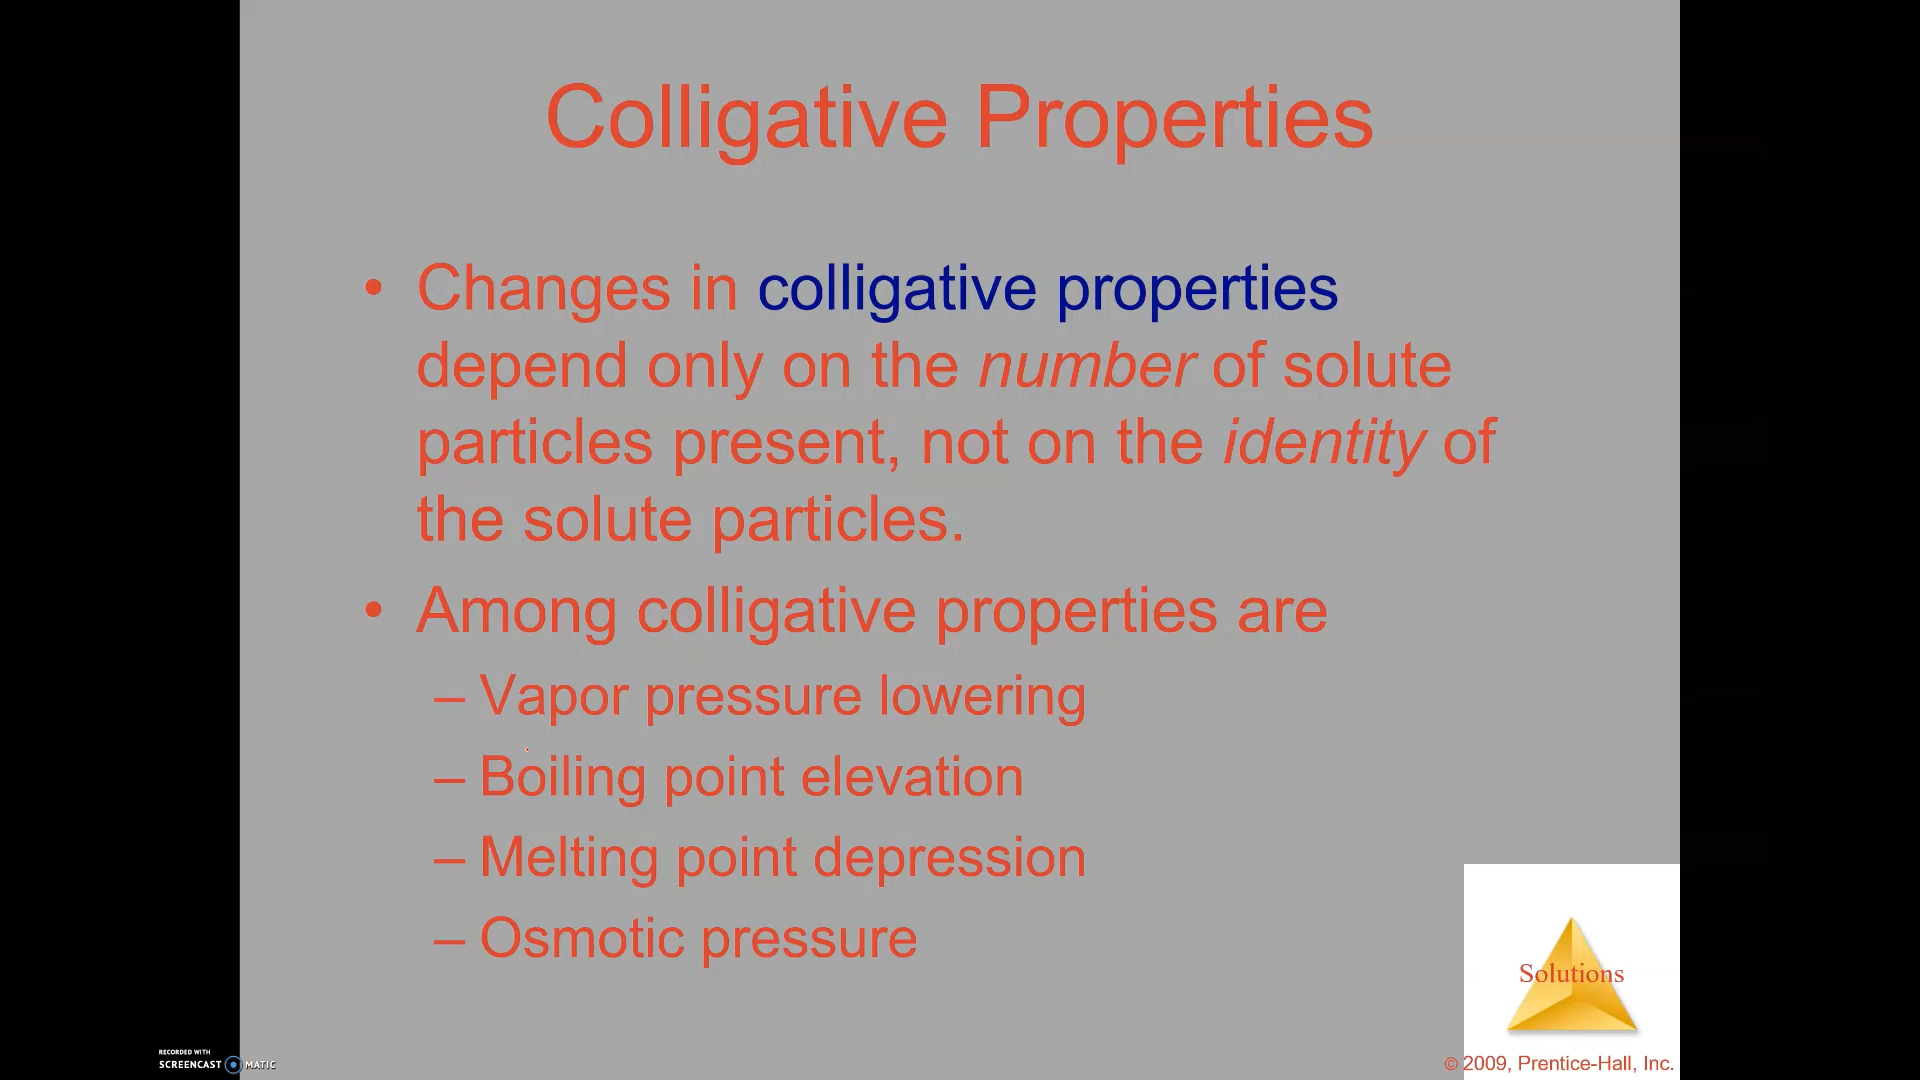 Colligative Properties
• Changes in colligative properties
depend only on the number of solute
particles present, not on the identity of
the solute particles.
• Among colligative properties are
– Vapor pressure lowering
– Boiling point elevation
– Melting point depression
– Osmotic pressure
Solutions
© 2009, Prentice-Hall, Inc.
RECORDED WITH
SCREENCAST MATIC